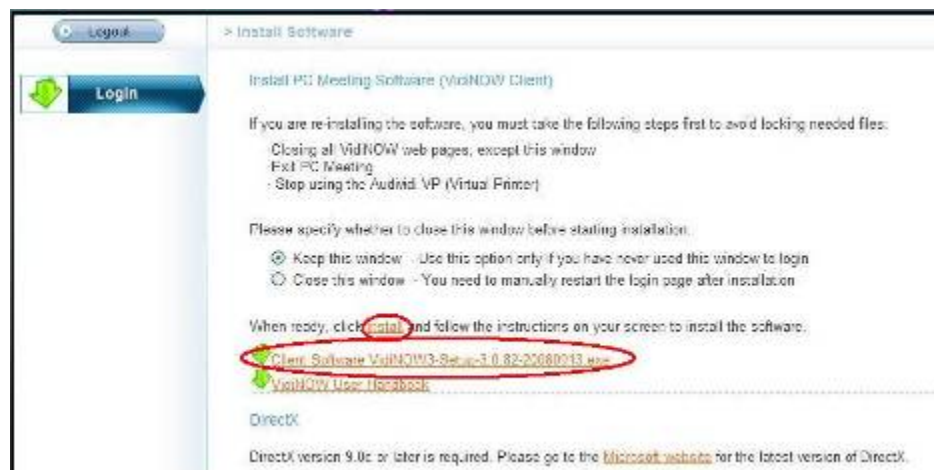 Logout
> Install Software
Login
Install PC Meeting Software (VidiNOW Client)
If you are re-installing the software, you must take the following steps first to avoid locking needed files:
- Closing all VidiNOW web pages, except this window
- Exit PC Meeting
- Stop using the Audividi VP (Virtual Printer)
Please specify whether to close this window before starting installation:
Keep this window - Use this option only if you have never used this window to login
Close this window - You need to manually restart the login page after installation
When ready, click install and follow the instructions on your screen to install the software.
Client Software VidiNOW3-Setup-3.0.82-20080913.exe
VidiNOW User Handbook
DirectX
DirectX version 9.0c or later is required. Please go to the Microsoft website for the latest version of DirectX.